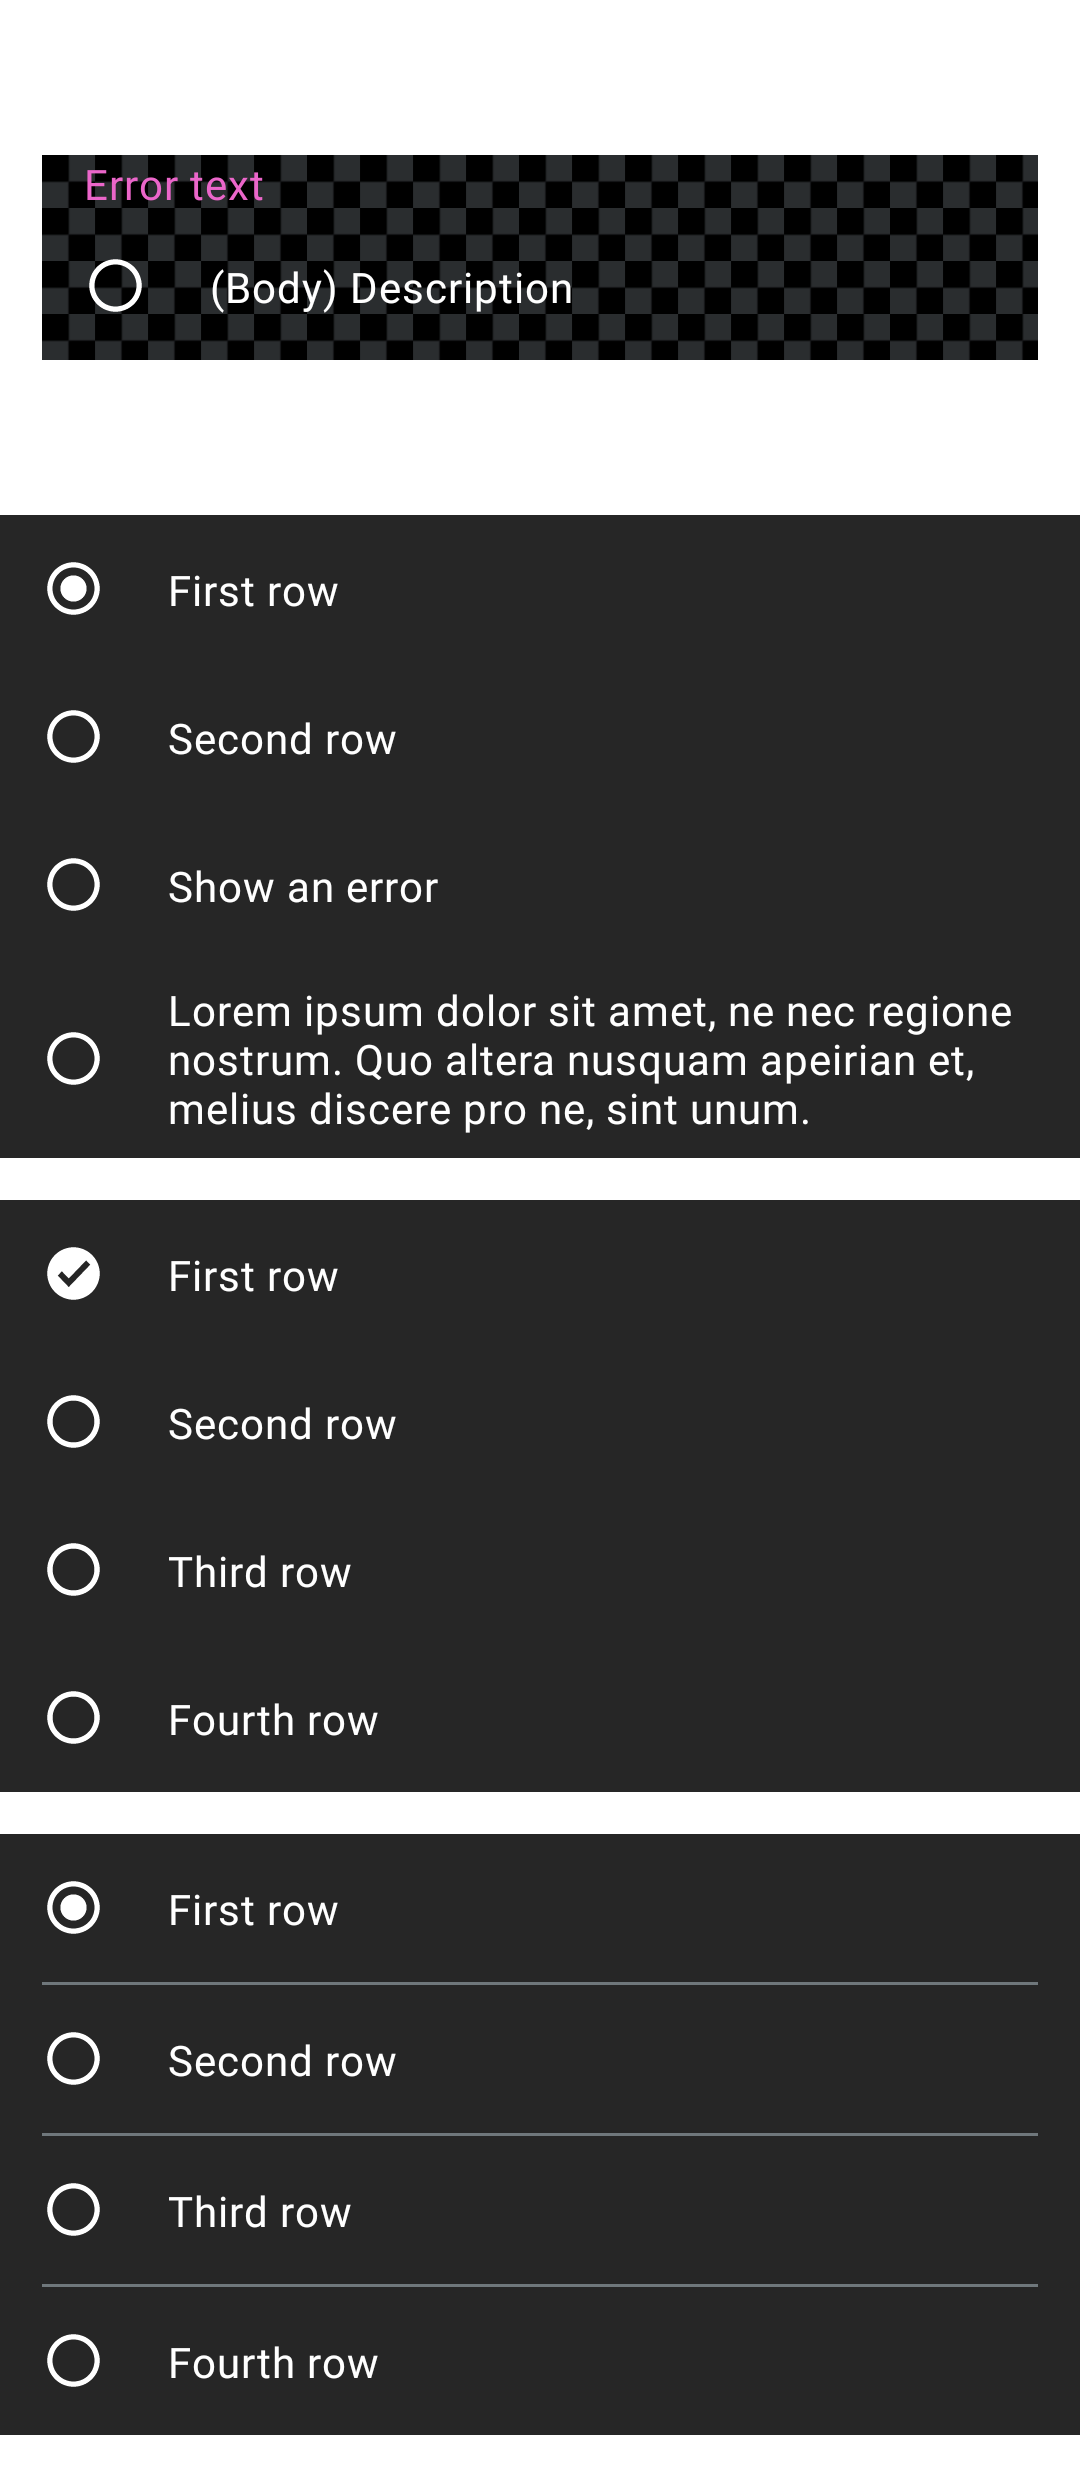 Error text
(Body) Description
First row
Second row
Show an error
Lorem ipsum dolor sit amet, ne nec regione
nostrum. Quo altera nusquam apeirian et,
melius discere pro ne, sint unum.
First row
Second row
Third row
Fourth row
First row
Second row
Third row
Fourth row